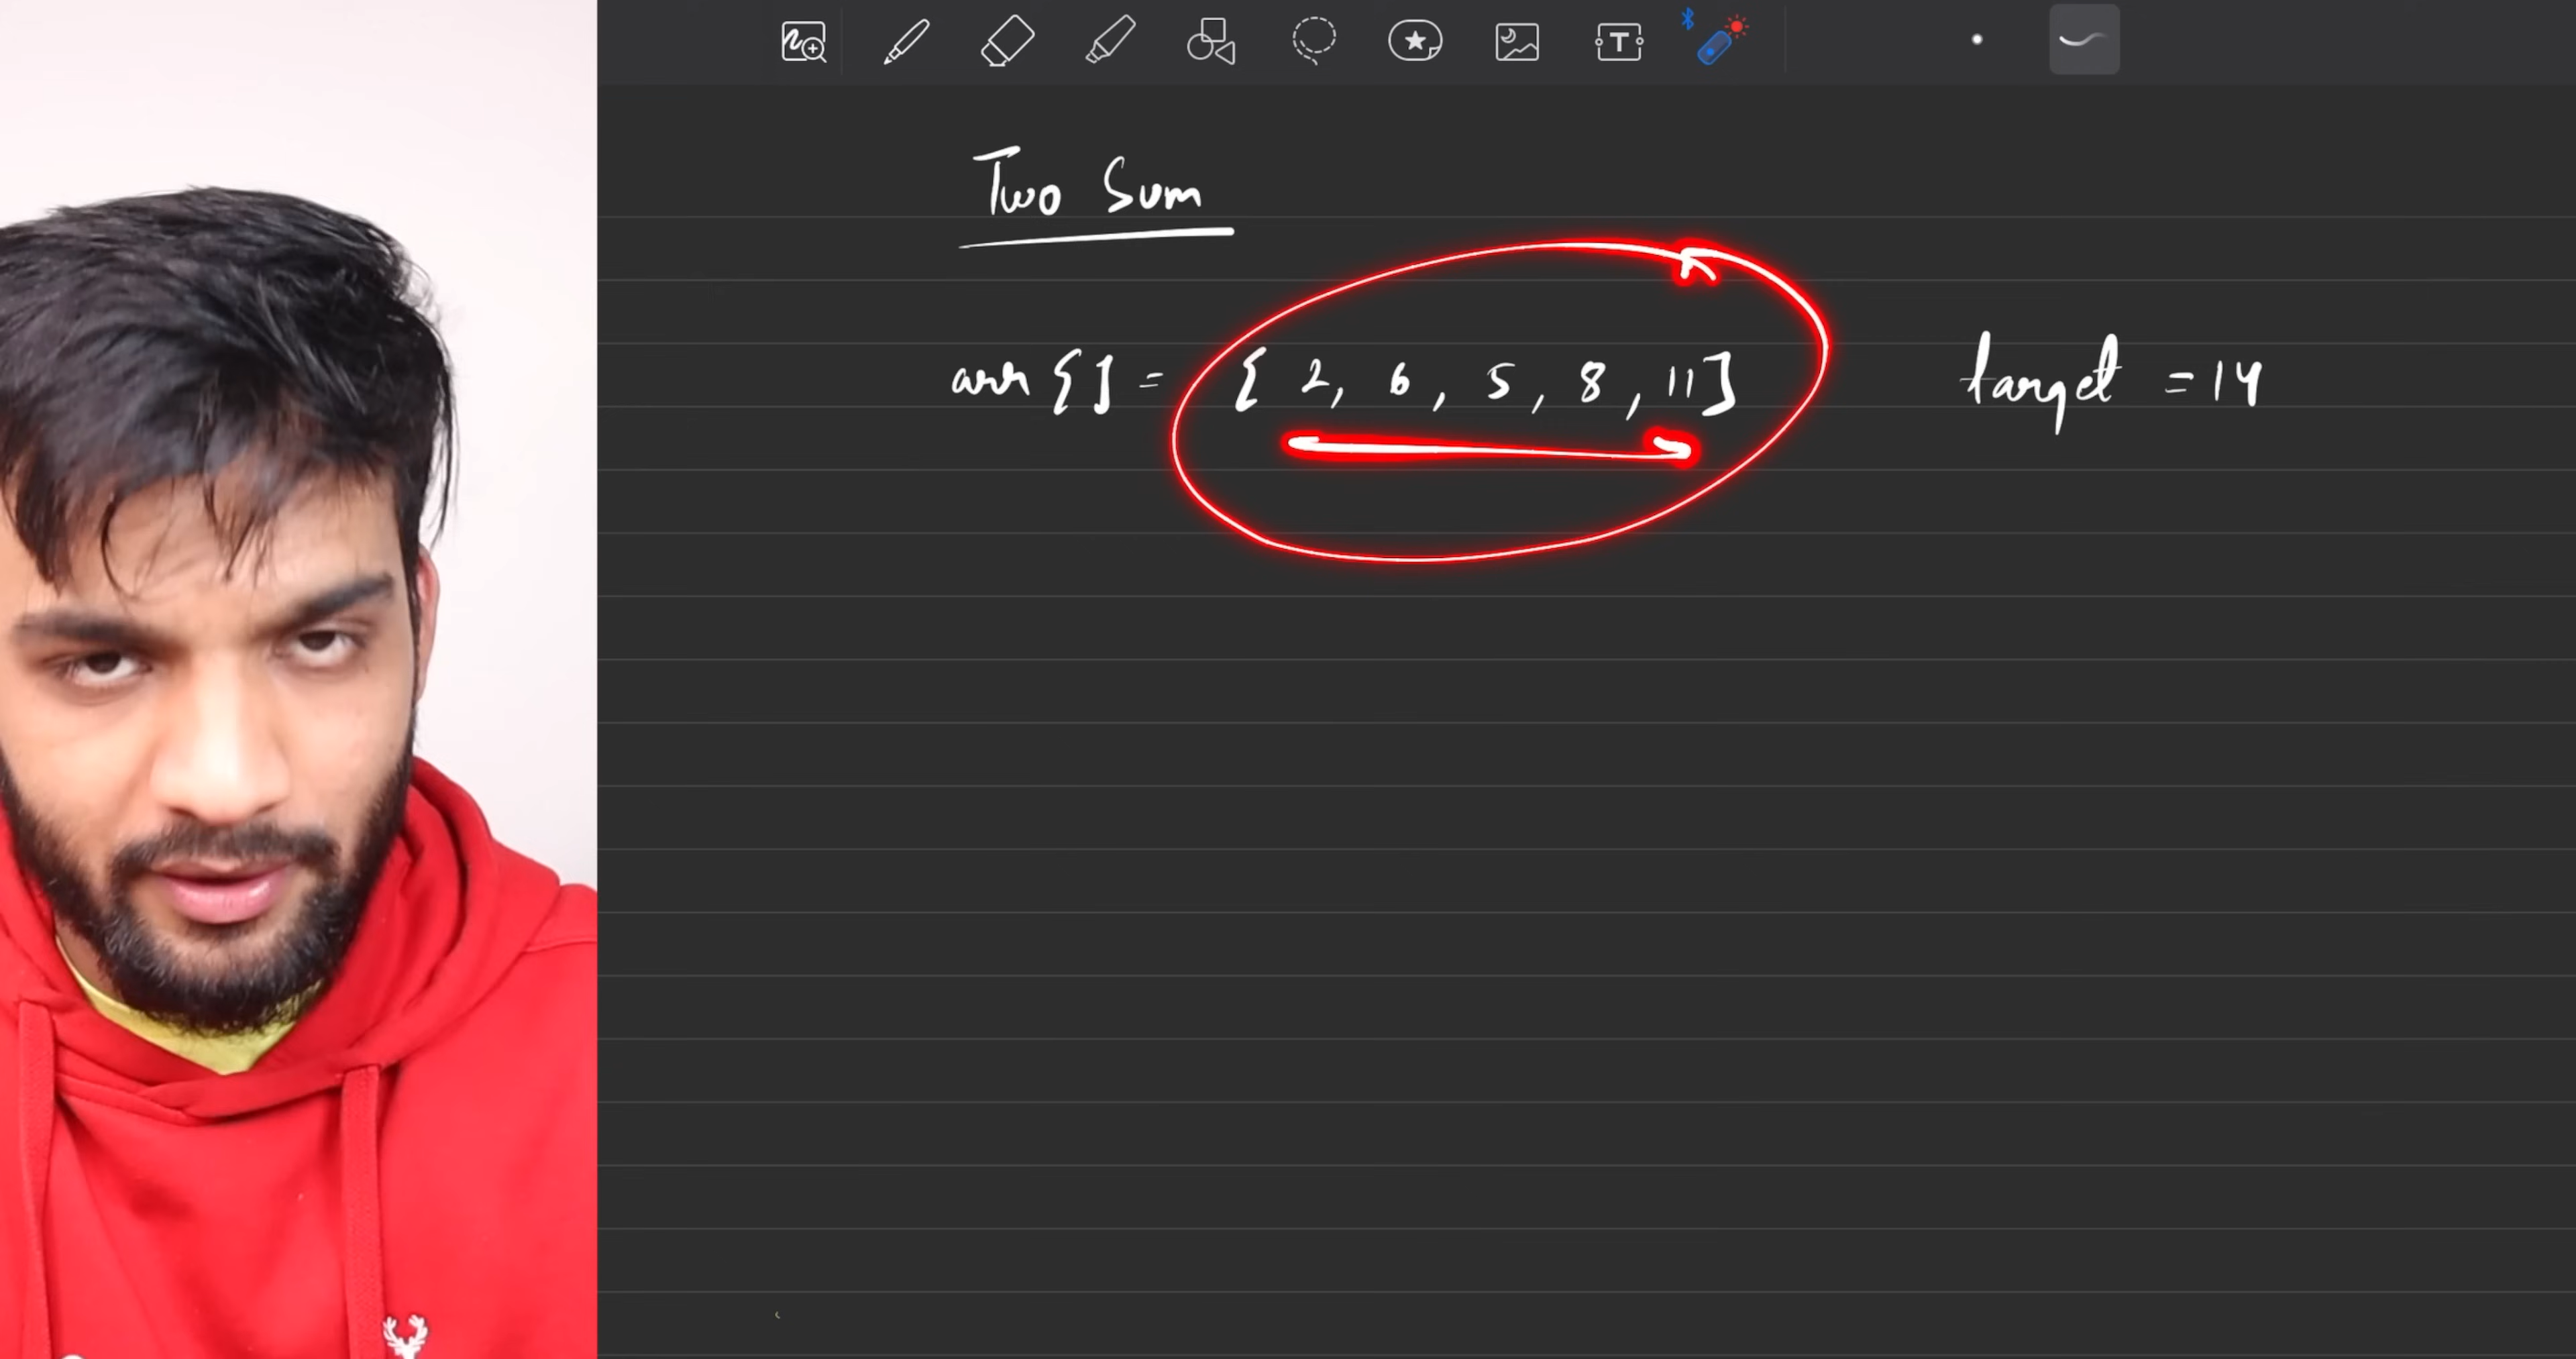 Two Sum
arr [] = [ 2, 6, 5, 8, 11] target = 14